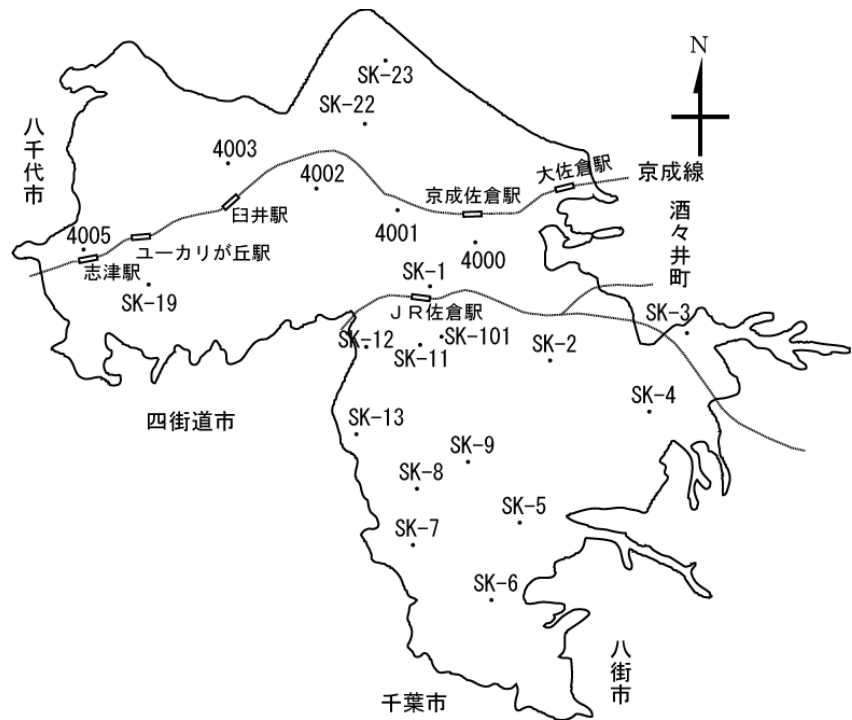 N
SK-23
SK-22
八千代市
4003
4002
大佐倉駅
京成線
京成佐倉駅
臼井駅
4001
酒々井町
4005
ユーカリが丘駅
4000
志津駅
SK-1
SK-19
JR佐倉駅
SK-3
SK-12
SK-11
SK-101
SK-2
四街道市
SK-13
SK-4
SK-9
SK-8
SK-5
SK-7
SK-6
八街市
千葉市